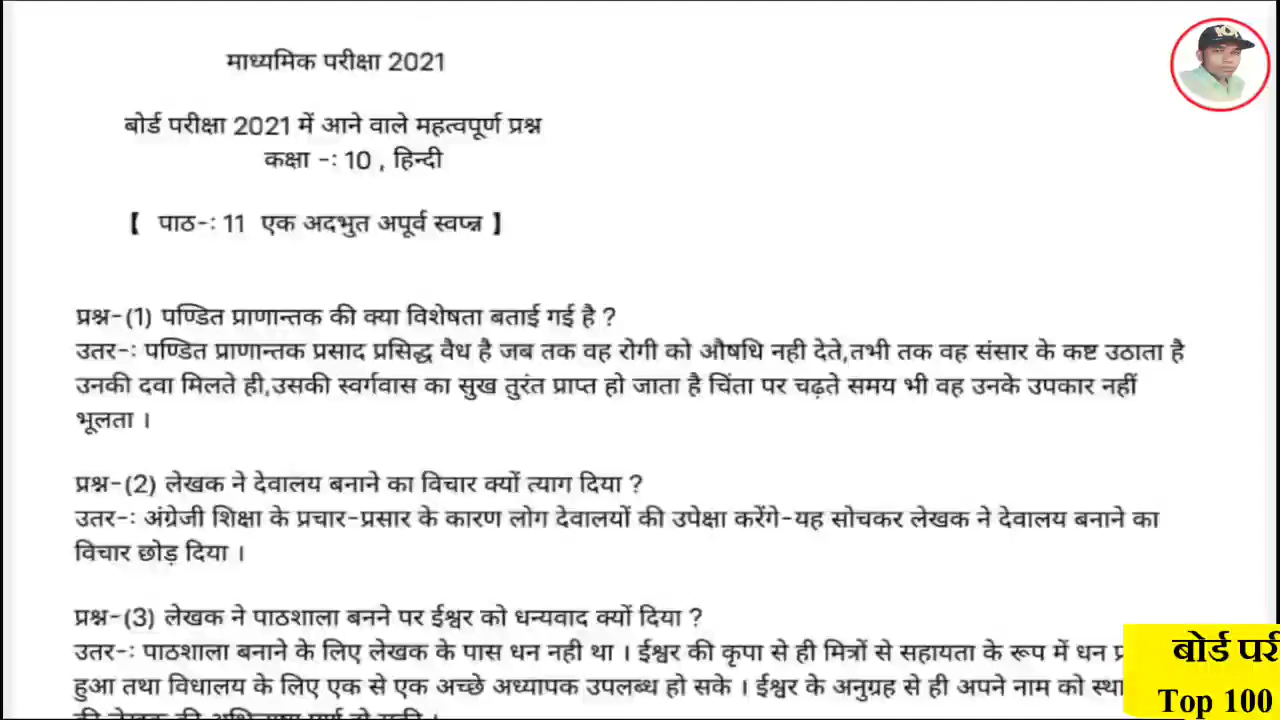 माध्यमिक परीक्षा 2021
बोर्ड परीक्षा 2021 में आने वाले महत्वपूर्ण प्रश्न
कक्षा -: 10 , हिन्दी
【 पाठ-: 11 एक अदभुत अपूर्व स्वप्न 】
प्रश्न-(1) पण्डित प्राणान्तक की क्या विशेषता बताई गई है ?
उतर-: पण्डित प्राणान्तक प्रसाद प्रसिद्ध वैध है जब तक वह रोगी को औषधि नही देते,तभी तक वह संसार के कष्ट उठाता है
उनकी दवा मिलते ही,उसकी स्वर्गवास का सुख तुरंत प्राप्त हो जाता है चिंता पर चढ़ते समय भी वह उनके उपकार नहीं
भूलता ।
प्रश्न-(2) लेखक ने देवालय बनाने का विचार क्यों त्याग दिया ?
उतर-: अंग्रेजी शिक्षा के प्रचार-प्रसार के कारण लोग देवालयों की उपेक्षा करेंगे-यह सोचकर लेखक ने देवालय बनाने का
विचार छोड़ दिया ।
प्रश्न-(3) लेखक ने पाठशाला बनने पर ईश्वर को धन्यवाद क्यों दिया ?
उतर-: पाठशाला बनाने के लिए लेखक के पास धन नही था । ईश्वर की कृपा से ही मित्रों से सहायता के रूप में धन
हुआ तथा विधालय के लिए एक से एक अच्छे अध्यापक उपलब्ध हो सके । ईश्वर के अनुग्रह से ही अपने नाम को
बोर्ड
Top 100